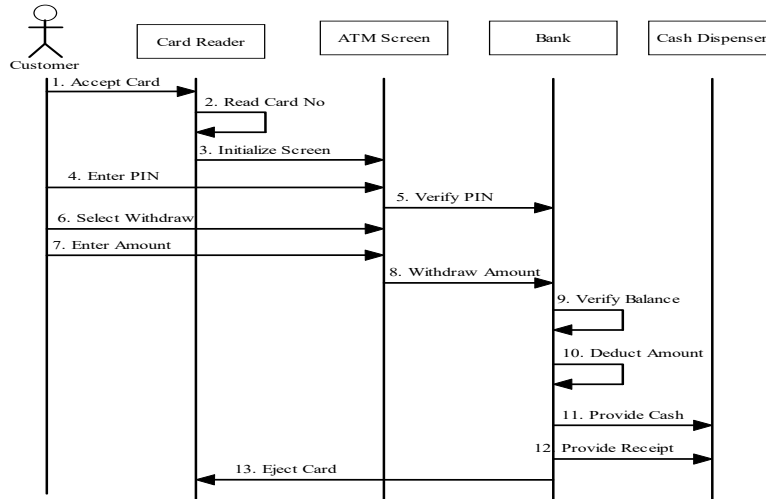 Customer
Card Reader
ATM Screen
Bank
Cash Dispenser
1. Accept Card
2. Read Card No
3. Initialize Screen
4. Enter PIN
5. Verify PIN
6. Select Withdraw
7. Enter Amount
8. Withdraw Amount
9. Verify Balance
10. Deduct Amount
11. Provide Cash
12 Provide Receipt
13. Eject Card